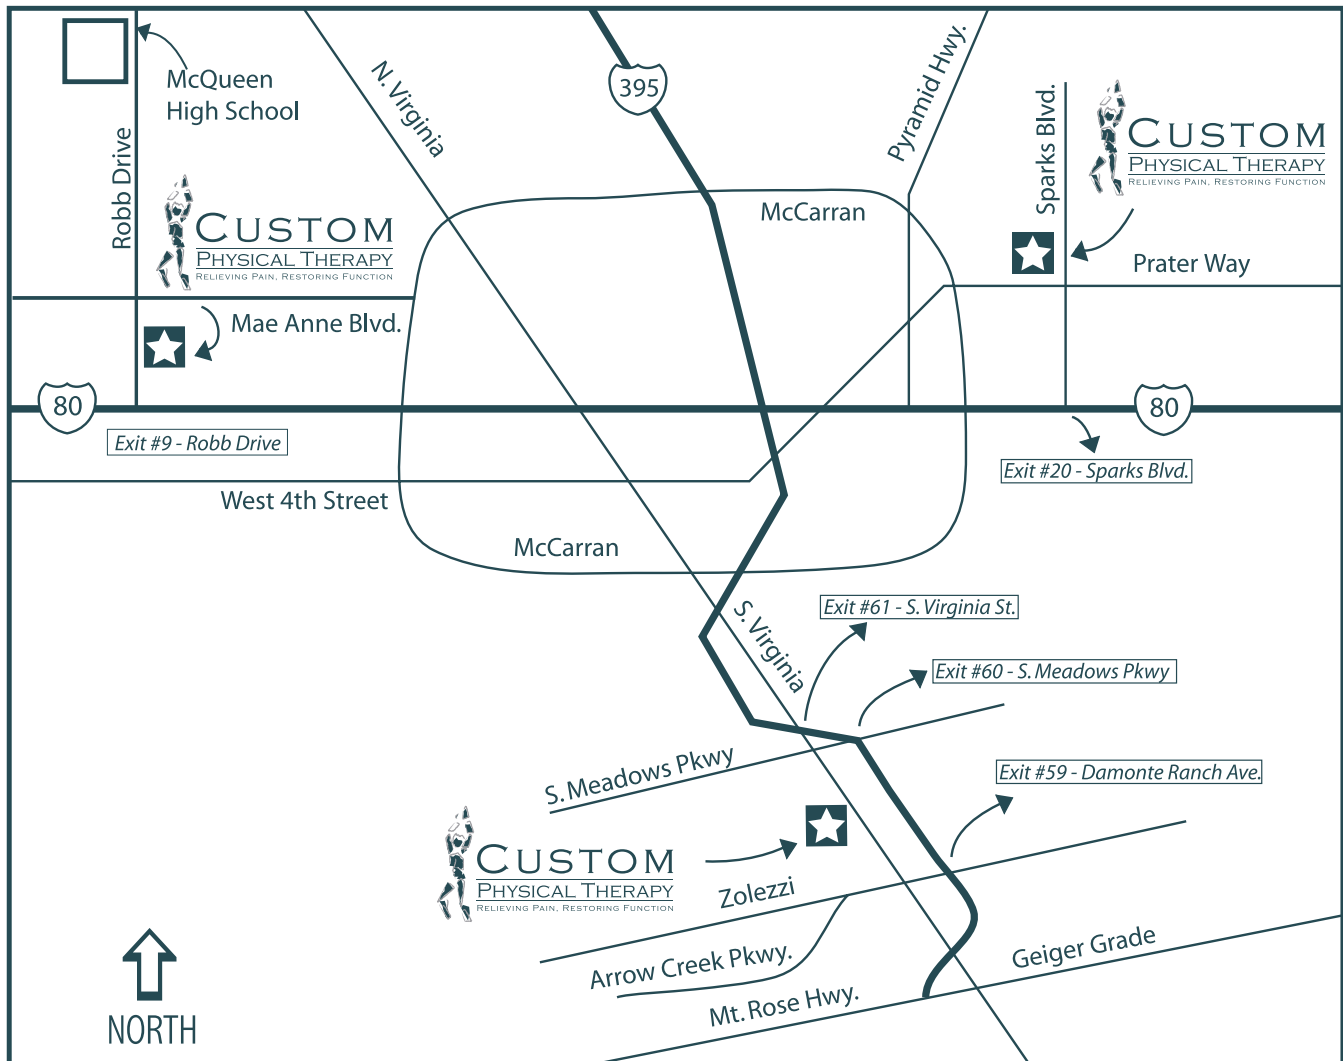 McQueen
High School
Robb Drive
N. Virginia
395
Pyramid Hwy.
Sparks Blvd.
CUSTOM
PHYSICAL THERAPY
RELIEVING PAIN, RESTORING FUNCTION
McCarran
Prater Way
CUSTOM
PHYSICAL THERAPY
RELIEVING PAIN, RESTORING FUNCTION
Mae Anne Blvd.
80
80
Exit #9 - Robb Drive
Exit #20 - Sparks Blvd.
West 4th Street
McCarran
S. Virginia
Exit #61 - S. Virginia St.
Exit #60 - S. Meadows Pkwy
S. Meadows Pkwy
Exit #59 - Damonte Ranch Ave.
CUSTOM
PHYSICAL THERAPY
RELIEVING PAIN, RESTORING FUNCTION
Zolezzi
Arrow Creek Pkwy.
Geiger Grade
Mt. Rose Hwy.
NORTH